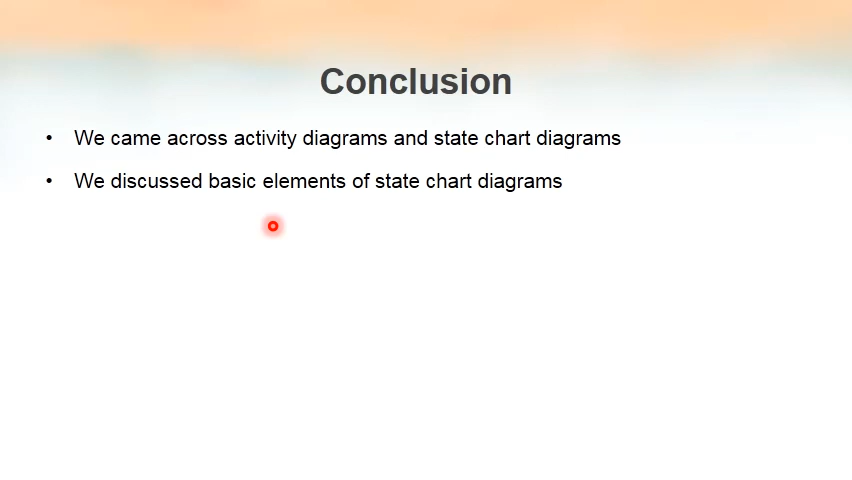 Conclusion
• We came across activity diagrams and state chart diagrams
• We discussed basic elements of state chart diagrams